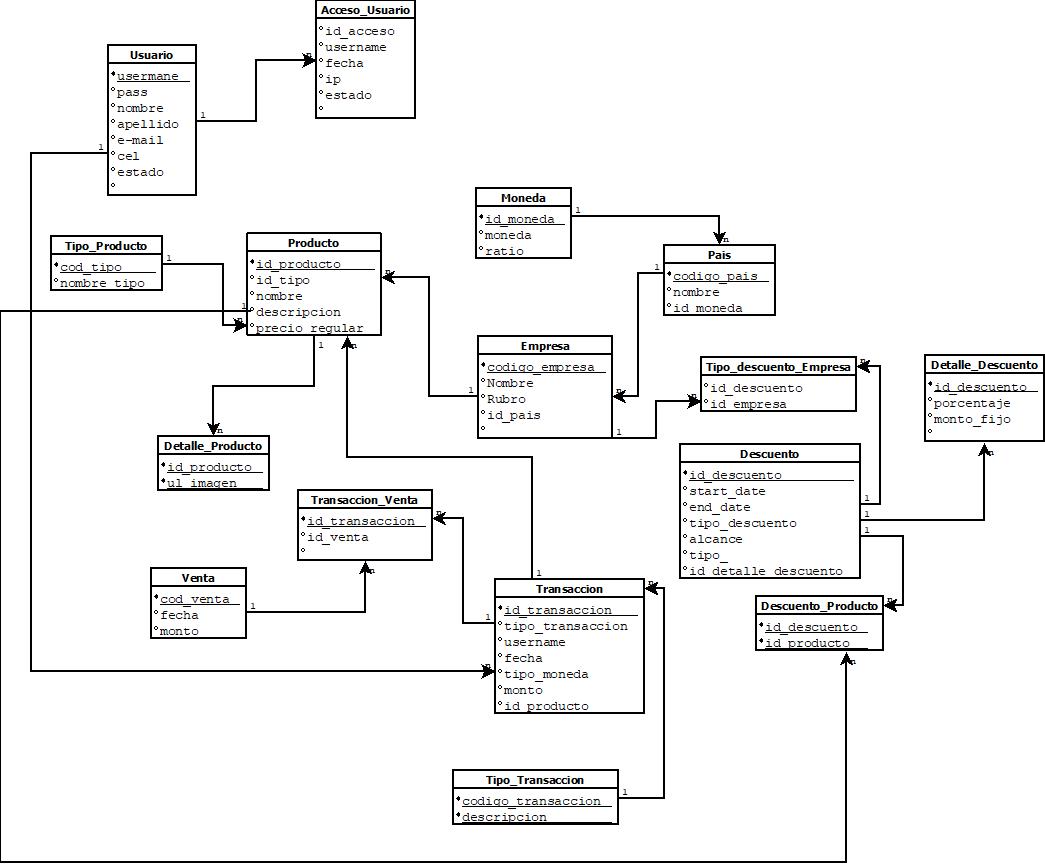 Acceso_Usuario
id_acceso
username
fecha
ip
estado
Usuario
usermane
pass
nombre
apellido
e-mail
cel
estado
1
n
1
Moneda
id_moneda
moneda
ratio
1
n
Tipo_Producto
cod_tipo
nombre_tipo
1
n
Producto
id_producto
id_tipo
nombre
descripcion
precio_regular
1
n
1
n
Pais
codigo_pais
nombre
id_moneda
1
n
Empresa
codigo_empresa
Nombre
Rubro
id_pais
1
1
n
Tipo_descuento_Empresa
id_descuento
id_empresa
n
Detalle_Descuento
id_descuento
porcentaje
monto_fijo
n
Detalle_Producto
id_producto
ul_imagen
n
Descuento
id_descuento
start_date
end_date
tipo_descuento
alcance
tipo_
id_detalle_descuento
1
1
1
Transaccion_Venta
id_transaccion
id_venta
n
n
Venta
cod_venta
fecha
monto
1
Transaccion
id_transaccion
tipo_transaccion
username
fecha
tipo_moneda
monto
id_producto
1
1
n
n
Descuento_Producto
id_descuento
id_producto
n
n
Tipo_Transaccion
codigo_transaccion
descripcion
1